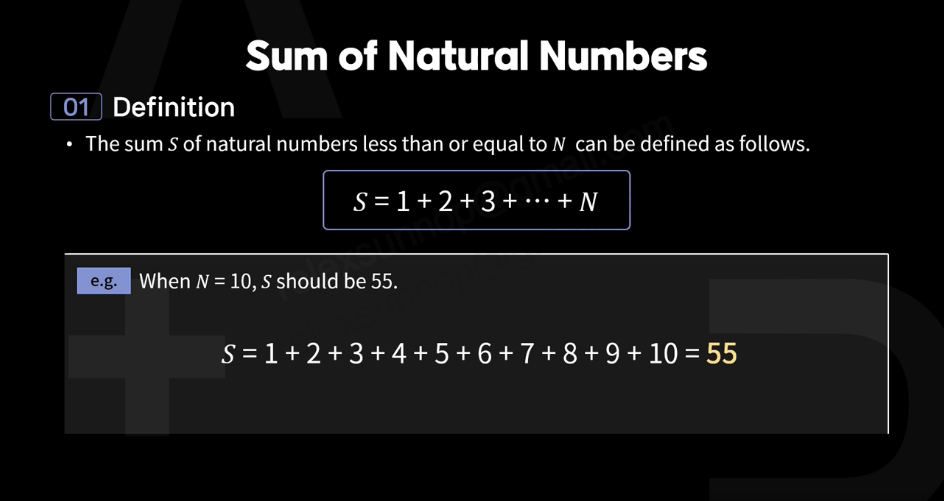 Sum of Natural Numbers
01 Definition
• The sum S of natural numbers less than or equal to N can be defined as follows.
S = 1 + 2 + 3 + ⋯ + N
e.g. When N = 10, S should be 55.
S = 1 + 2 + 3 + 4 + 5 + 6 + 7 + 8 + 9 + 10 = 55